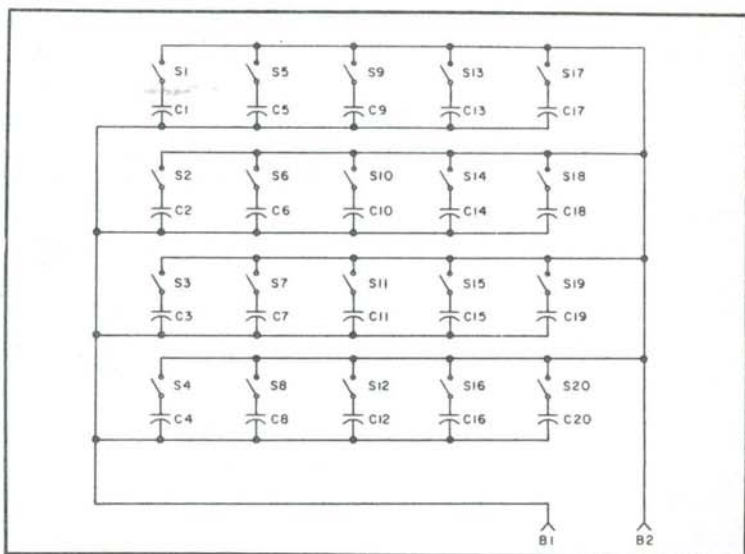 S1 S5 S9 S13 S17
C1 C5 C9 C13 C17
S2 S6 S10 S14 S18
C2 C6 C10 C14 C18
S3 S7 S11 S15 S19
C3 C7 C11 C15 C19
S4 S8 S12 S16 S20
C4 C8 C12 C16 C20
B1 B2